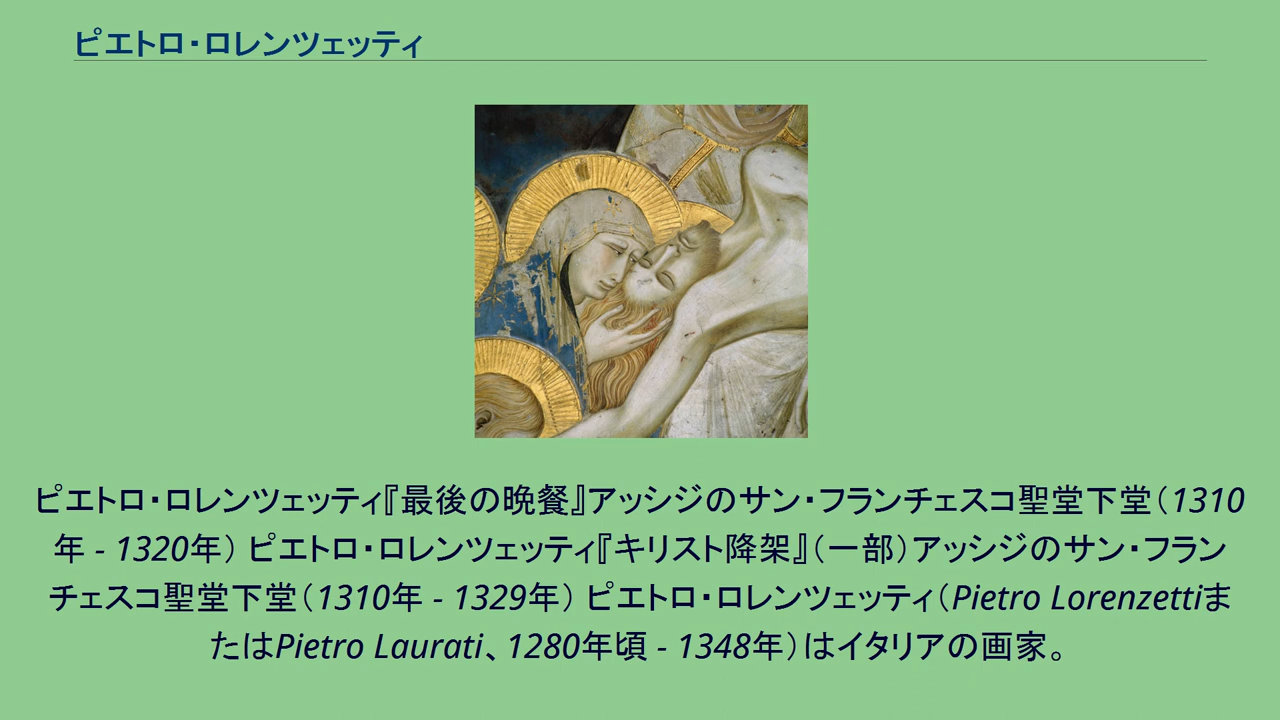 ピエトロ・ロレンツェッティ
ピエトロ・ロレンツェッティ『最後の晩餐』アッシジのサン・フランチェスコ聖堂下堂（1310
年 - 1320年） ピエトロ・ロレンツェッティ『キリスト降架』（一部）アッシジのサン・フラン
チェスコ聖堂下堂（1310年 - 1329年） ピエトロ・ロレンツェッティ（Pietro Lorenzettiま
たはPietro Laurati、1280年頃 - 1348年）はイタリアの画家。